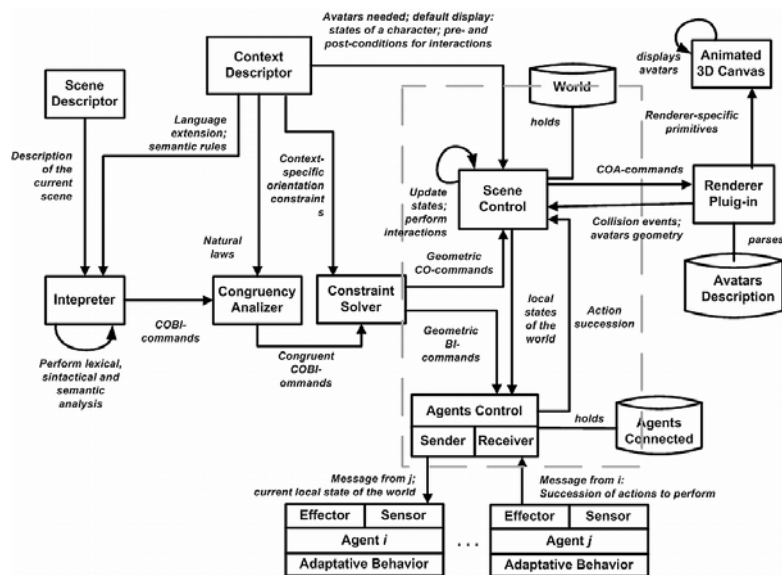 Avatars needed; default display:
states of a character; pre- and
post-conditions for interactions
Context
Descriptor
Scene
Descriptor
displays
avatars
Animated
3D Canvas
World
holds
Renderer-specific
primitives
Language
extension;
semantic rules
Description
of the
current
scene
Context-
specific
orientation
constraint
s
Update
states;
perform
interactions
Scene
Control
COA-commands
Renderer
Pluig-in
Collision events;
avatars geometry
parses
Avatars
Description
Natural
laws
Geometric
CO-commands
Intepreter
COBI-
commands
Congruency
Analizer
Constraint
Solver
Geometric
BI-
commands
local
states of
the world
Action
succession
Congruent
COBI-
ommands
Perform lexical,
sintactical and
semantic
analysis
Agents Control
Sender
Receiver
holds
Agents
Connected
Message from j;
current local state of the world
Message from i:
Succession of actions to perform
Effector
Sensor
Agent i
Adaptative Behavior
...
Effector
Sensor
Agent j
Adaptative Behavior